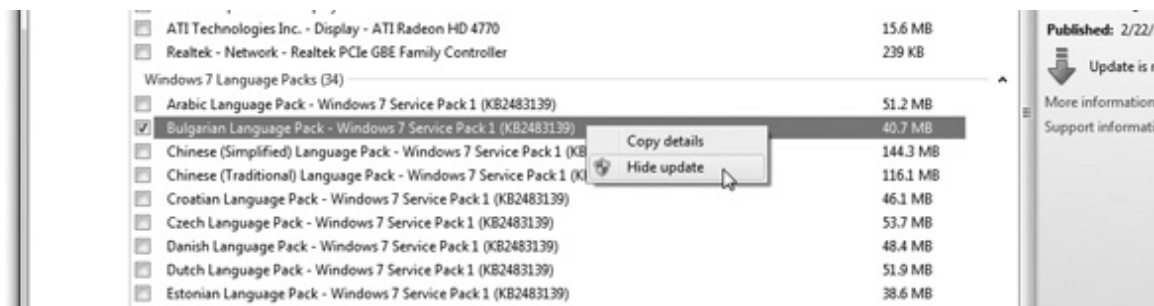 ATI Technologies Inc. - Display - ATI Radeon HD 4770 15.6 MB
Realtek - Network - Realtek PCIe GBE Family Controller 239 KB
Windows 7 Language Packs (34)
Arabic Language Pack - Windows 7 Service Pack 1 (KB2483139) 51.2 MB
Bulgarian Language Pack - Windows 7 Service Pack 1 (KB2483139) 40.7 MB
Chinese (Simplified) Language Pack - Windows 7 Service Pack 1 (KB 144.3 MB
Chinese (Traditional) Language Pack - Windows 7 Service Pack 1 (K 116.1 MB
Croatian Language Pack - Windows 7 Service Pack 1 (KB2483139) 46.1 MB
Czech Language Pack - Windows 7 Service Pack 1 (KB2483139) 53.7 MB
Danish Language Pack - Windows 7 Service Pack 1 (KB2483139) 48.4 MB
Dutch Language Pack - Windows 7 Service Pack 1 (KB2483139) 51.9 MB
Estonian Language Pack - Windows 7 Service Pack 1 (KB2483139) 38.6 MB
Copy details
Hide update
Published: 2/22/
Update is
More information
Support informati